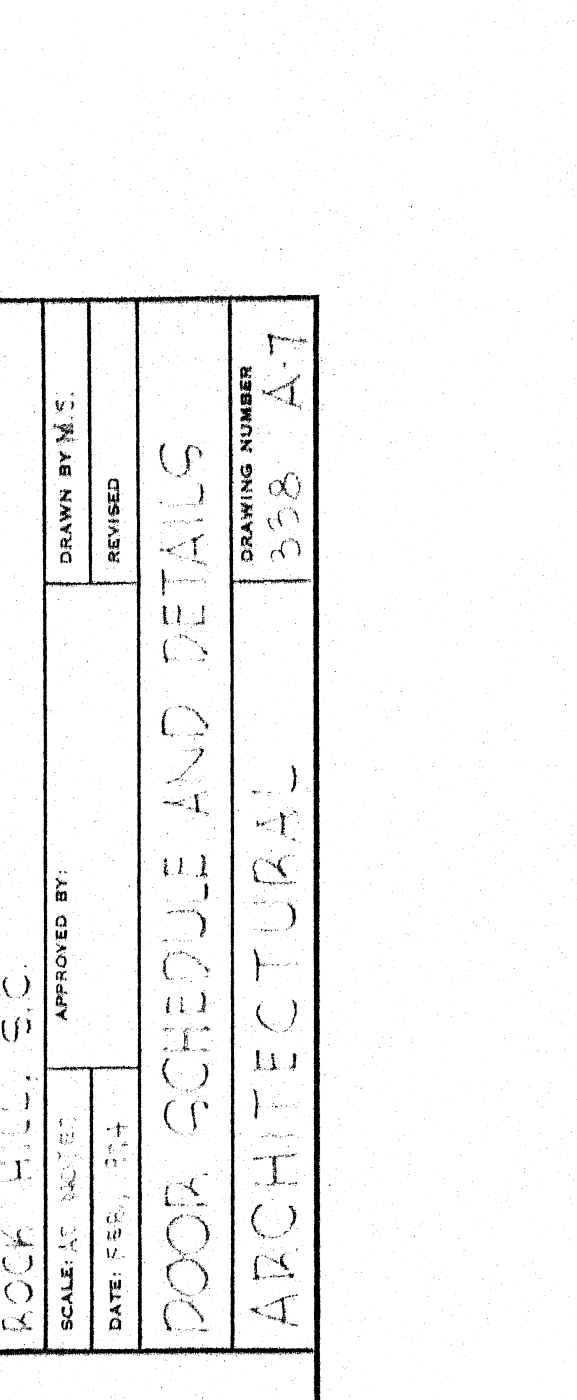 ROCK HILL, S.C.
SCALE: AS NOTED
APPROVED BY:
DRAWN BY M.S.
DATE: FEB.,
REVISED
DOOR SCHEDULE AND DETAILS
ARCHITECTURAL
DRAWING NUMBER
338 A-7